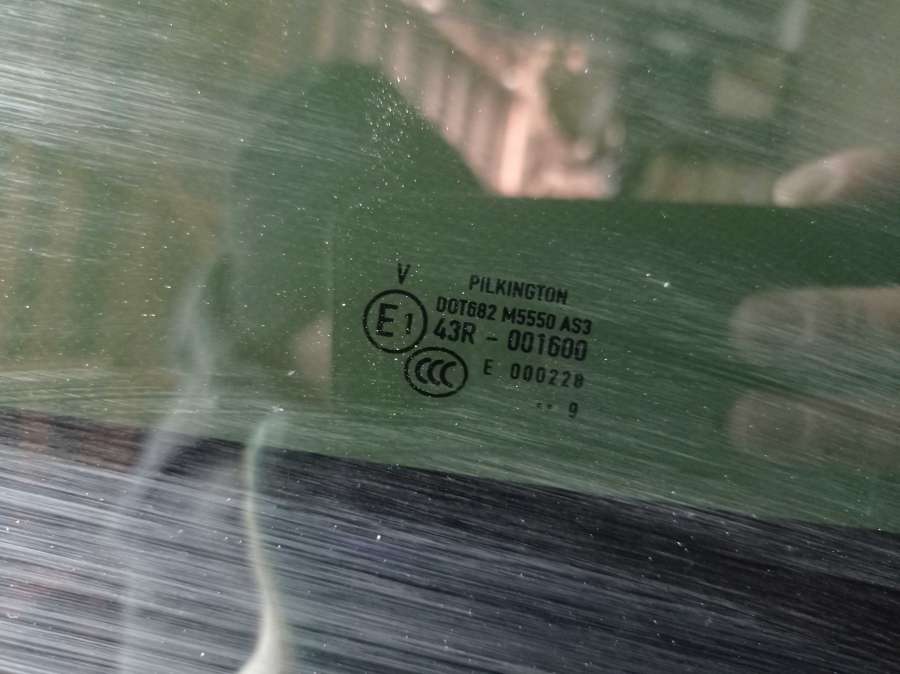 V
PILKINGTON
DOT682 M5550 AS3
E1 43R - 001600
CCC E 000228
·· 9